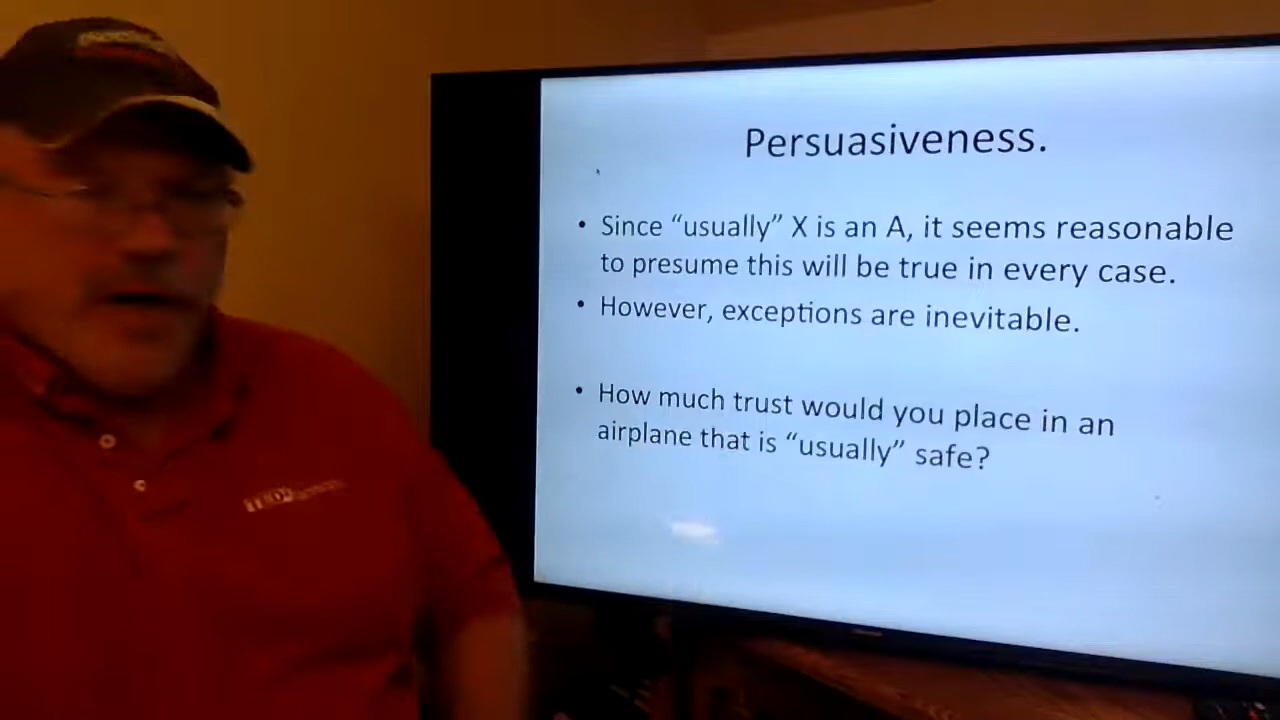 Persuasiveness.
• Since “usually” X is an A, it seems reasonable
to presume this will be true in every case.
• However, exceptions are inevitable.
• How much trust would you place in an
airplane that is “usually” safe?